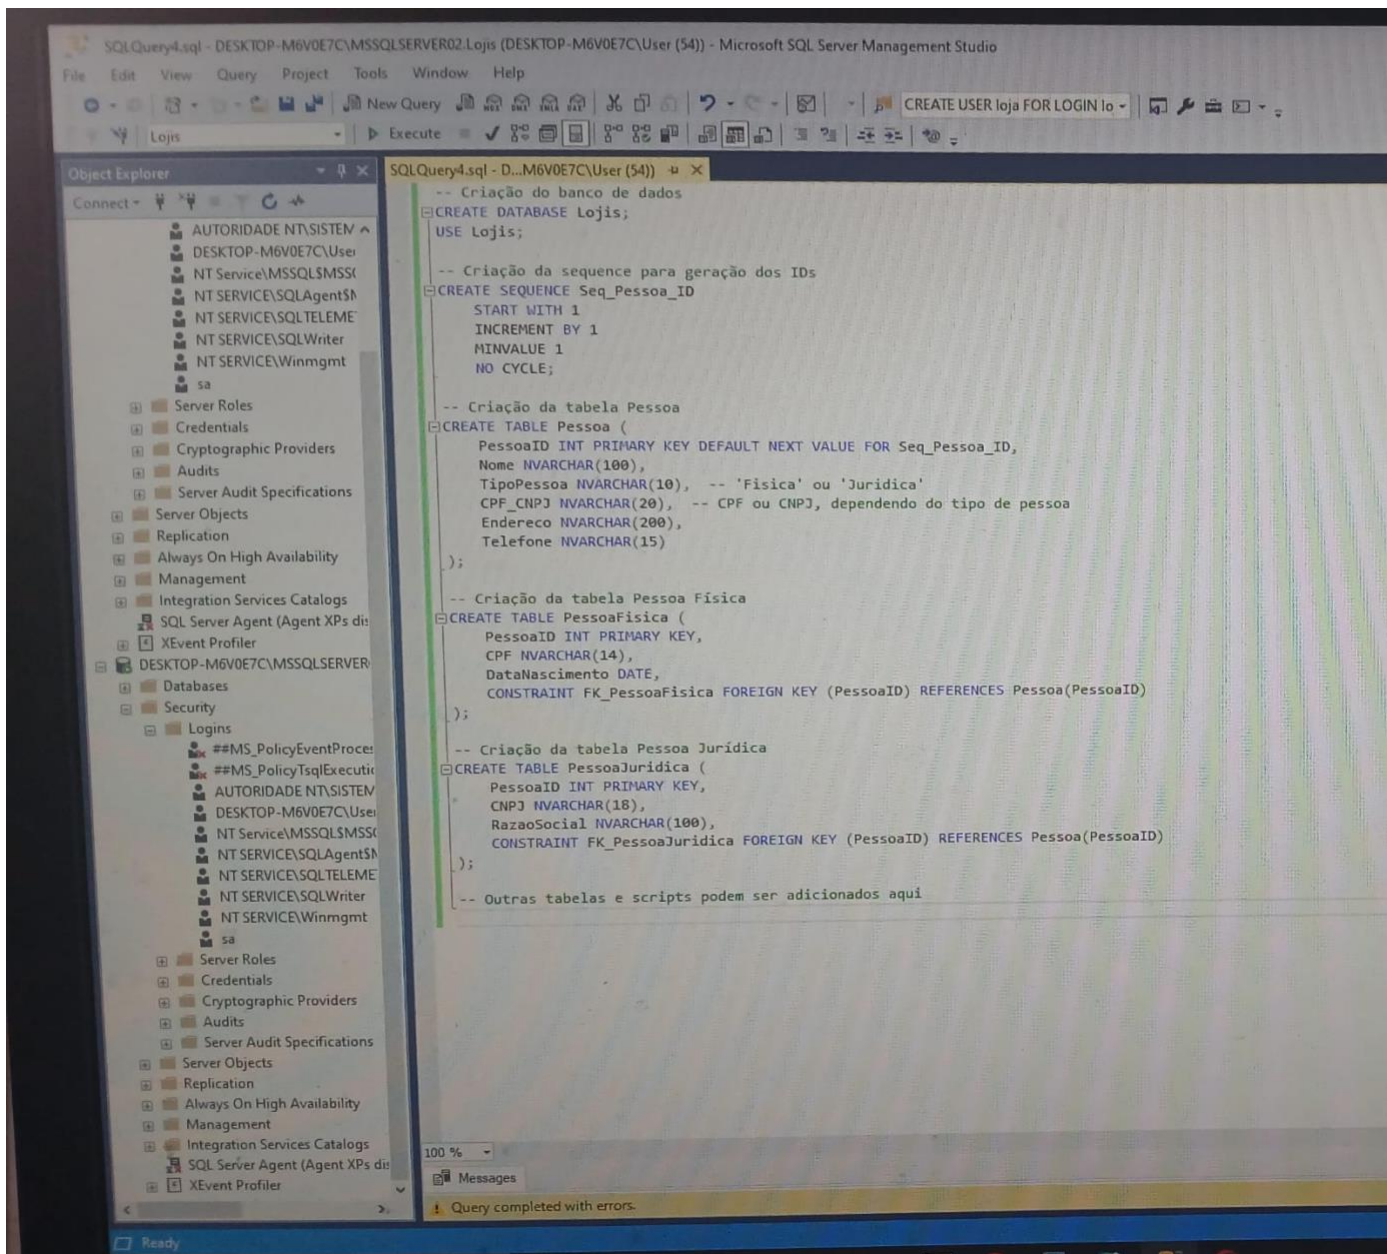 SQLQuery4.sql - DESKTOP-M6V0E7C\MSSQLSERVER02.Lojis (DESKTOP-M6V0E7C\User (54)) - Microsoft SQL Server Management Studio
File Edit View Query Project Tools Window Help
New Query
CREATE USER loja FOR LOGIN lo
Lojis
Execute
Object Explorer
Connect
AUTORIDADE NT\SISTEM
DESKTOP-M6V0E7C\User
NT Service\MSSQL$MSS(
NT SERVICE\SQLAgent$M
NT SERVICE\SQLTELEME
NT SERVICE\SQLWriter
NT SERVICE\Winmgmt
sa
Server Roles
Credentials
Cryptographic Providers
Audits
Server Audit Specifications
Server Objects
Replication
Always On High Availability
Management
Integration Services Catalogs
SQL Server Agent (Agent XPs dis
XEvent Profiler
DESKTOP-M6V0E7C\MSSQLSERVER
Databases
Security
Logins
##MS_PolicyEventProces
##MS_PolicyTsqlExecutic
AUTORIDADE NT\SISTEM
DESKTOP-M6V0E7C\User
NT Service\MSSQL$MSS(
NT SERVICE\SQLAgent$M
NT SERVICE\SQLTELEME
NT SERVICE\SQLWriter
NT SERVICE\Winmgmt
sa
Server Roles
Credentials
Cryptographic Providers
Audits
Server Audit Specifications
Server Objects
Replication
Always On High Availability
Management
Integration Services Catalogs
SQL Server Agent (Agent XPs dis
XEvent Profiler
SQLQuery4.sql - D...M6V0E7C\User (54))
-- Criação do banco de dados
CREATE DATABASE Lojis;
USE Lojis;
-- Criação da sequence para geração dos IDs
CREATE SEQUENCE Seq_Pessoa_ID
START WITH 1
INCREMENT BY 1
MINVALUE 1
NO CYCLE;
-- Criação da tabela Pessoa
CREATE TABLE Pessoa (
PessoaID INT PRIMARY KEY DEFAULT NEXT VALUE FOR Seq_Pessoa_ID,
Nome NVARCHAR(100),
TipoPessoa NVARCHAR(10), -- 'Fisica' ou 'Juridica'
CPF_CNPJ NVARCHAR(20), -- CPF ou CNPJ, dependendo do tipo de pessoa
Endereco NVARCHAR(200),
Telefone NVARCHAR(15)
);
-- Criação da tabela Pessoa Física
CREATE TABLE PessoaFisica (
PessoaID INT PRIMARY KEY,
CPF NVARCHAR(14),
DataNascimento DATE,
CONSTRAINT FK_PessoaFisica FOREIGN KEY (PessoaID) REFERENCES Pessoa(PessoaID)
);
-- Criação da tabela Pessoa Jurídica
CREATE TABLE PessoaJuridica (
PessoaID INT PRIMARY KEY,
CNPJ NVARCHAR(18),
RazaoSocial NVARCHAR(100),
CONSTRAINT FK_PessoaJuridica FOREIGN KEY (PessoaID) REFERENCES Pessoa(PessoaID)
);
-- Outras tabelas e scripts podem ser adicionados aqui
100 %
Messages
Query completed with errors.
Ready